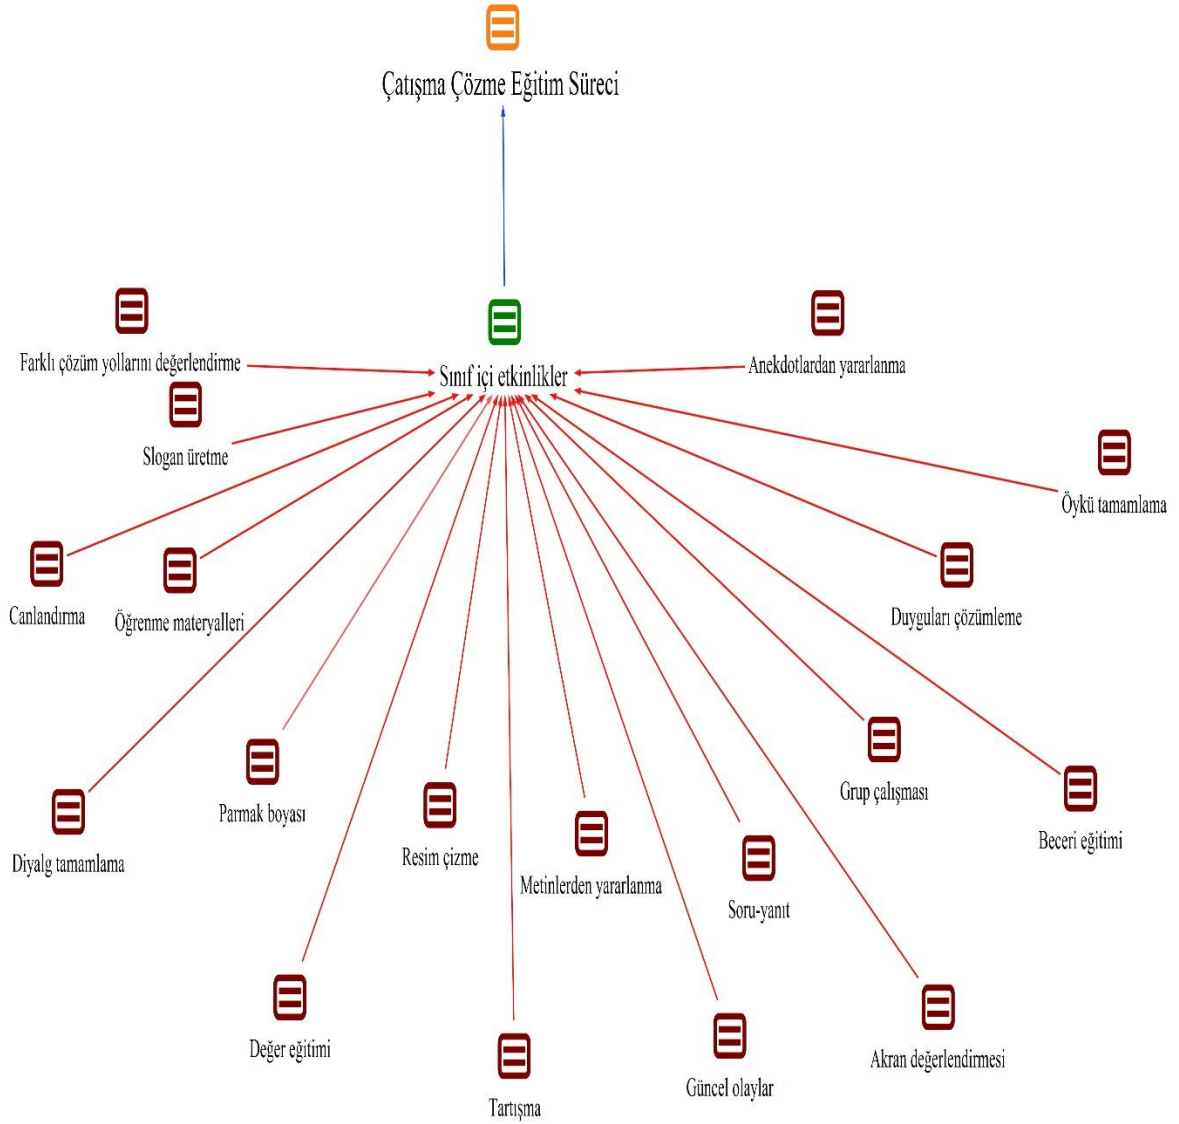 Çatışma Çözme Eğitim Süreci
Farklı çözüm yollarını değerlendirme
Sınıf içi etkinlikler
Anekdotlardan yararlanma
Slogan üretme
Öykü tamamlama
Canlandırma
Öğrenme materyalleri
Duyguları çözümleme
Parmak boyası
Grup çalışması
Diyalg tamamlama
Resim çizme
Metinlerden yararlanma
Soru-yanıt
Beceri eğitimi
Değer eğitimi
Tartışma
Güncel olaylar
Akran değerlendirmesi